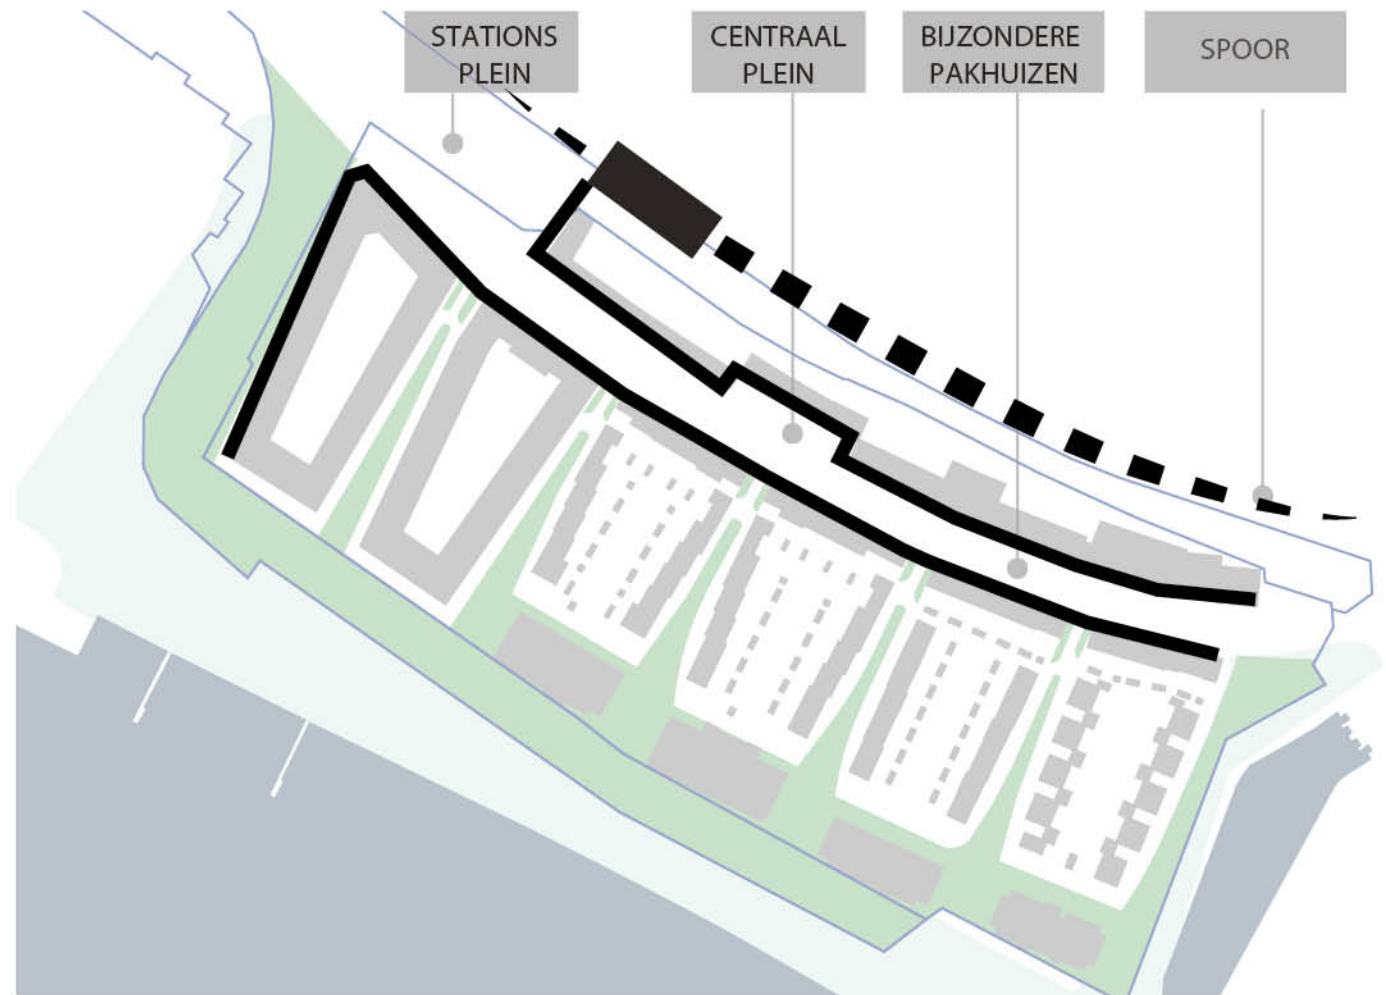 STATIONS
PLEIN
CENTRAAL
PLEIN
BIJZONDERE
PAKHUIZEN
SPOOR